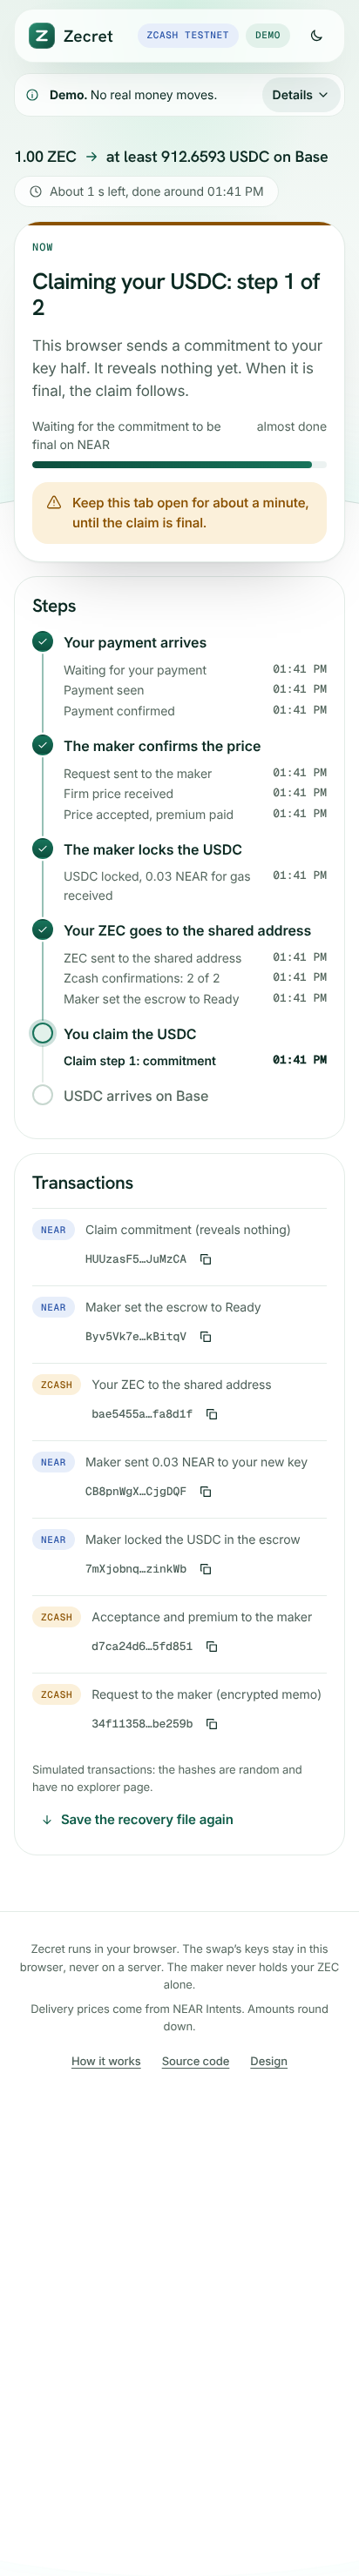 Zecret
ZCASH TESTNET
DEMO
Demo. No real money moves.
Details
1.00 ZEC → at least 912.6593 USDC on Base
About 1 s left, done around 01:41 PM
NOW
Claiming your USDC: step 1 of
2
This browser sends a commitment to your
key half. It reveals nothing yet. When it is
final, the claim follows.
Waiting for the commitment to be
final on NEAR
almost done
Keep this tab open for about a minute,
until the claim is final.
Steps
Your payment arrives
Waiting for your payment 01:41 PM
Payment seen 01:41 PM
Payment confirmed 01:41 PM
The maker confirms the price
Request sent to the maker 01:41 PM
Firm price received 01:41 PM
Price accepted, premium paid 01:41 PM
The maker locks the USDC
USDC locked, 0.03 NEAR for gas 01:41 PM
received
Your ZEC goes to the shared address
ZEC sent to the shared address 01:41 PM
Zcash confirmations: 2 of 2 01:41 PM
Maker set the escrow to Ready 01:41 PM
You claim the USDC
Claim step 1: commitment 01:41 PM
USDC arrives on Base
Transactions
NEAR Claim commitment (reveals nothing)
HUUzasF5…JuMzCA
NEAR Maker set the escrow to Ready
Byv5Vk7e…kBitqV
ZCASH Your ZEC to the shared address
bae5455a…fa8d1f
NEAR Maker sent 0.03 NEAR to your new key
CB8pnWgX…CjgDQF
NEAR Maker locked the USDC in the escrow
7mXjobnq…zinkWb
ZCASH Acceptance and premium to the maker
d7ca24d6…5fd851
ZCASH Request to the maker (encrypted memo)
34f11358…be259b
Simulated transactions: the hashes are random and
have no explorer page.
Save the recovery file again
Zecret runs in your browser. The swap's keys stay in this
browser, never on a server. The maker never holds your ZEC
alone.
Delivery prices come from NEAR Intents. Amounts round
down.
How it works
Source code
Design